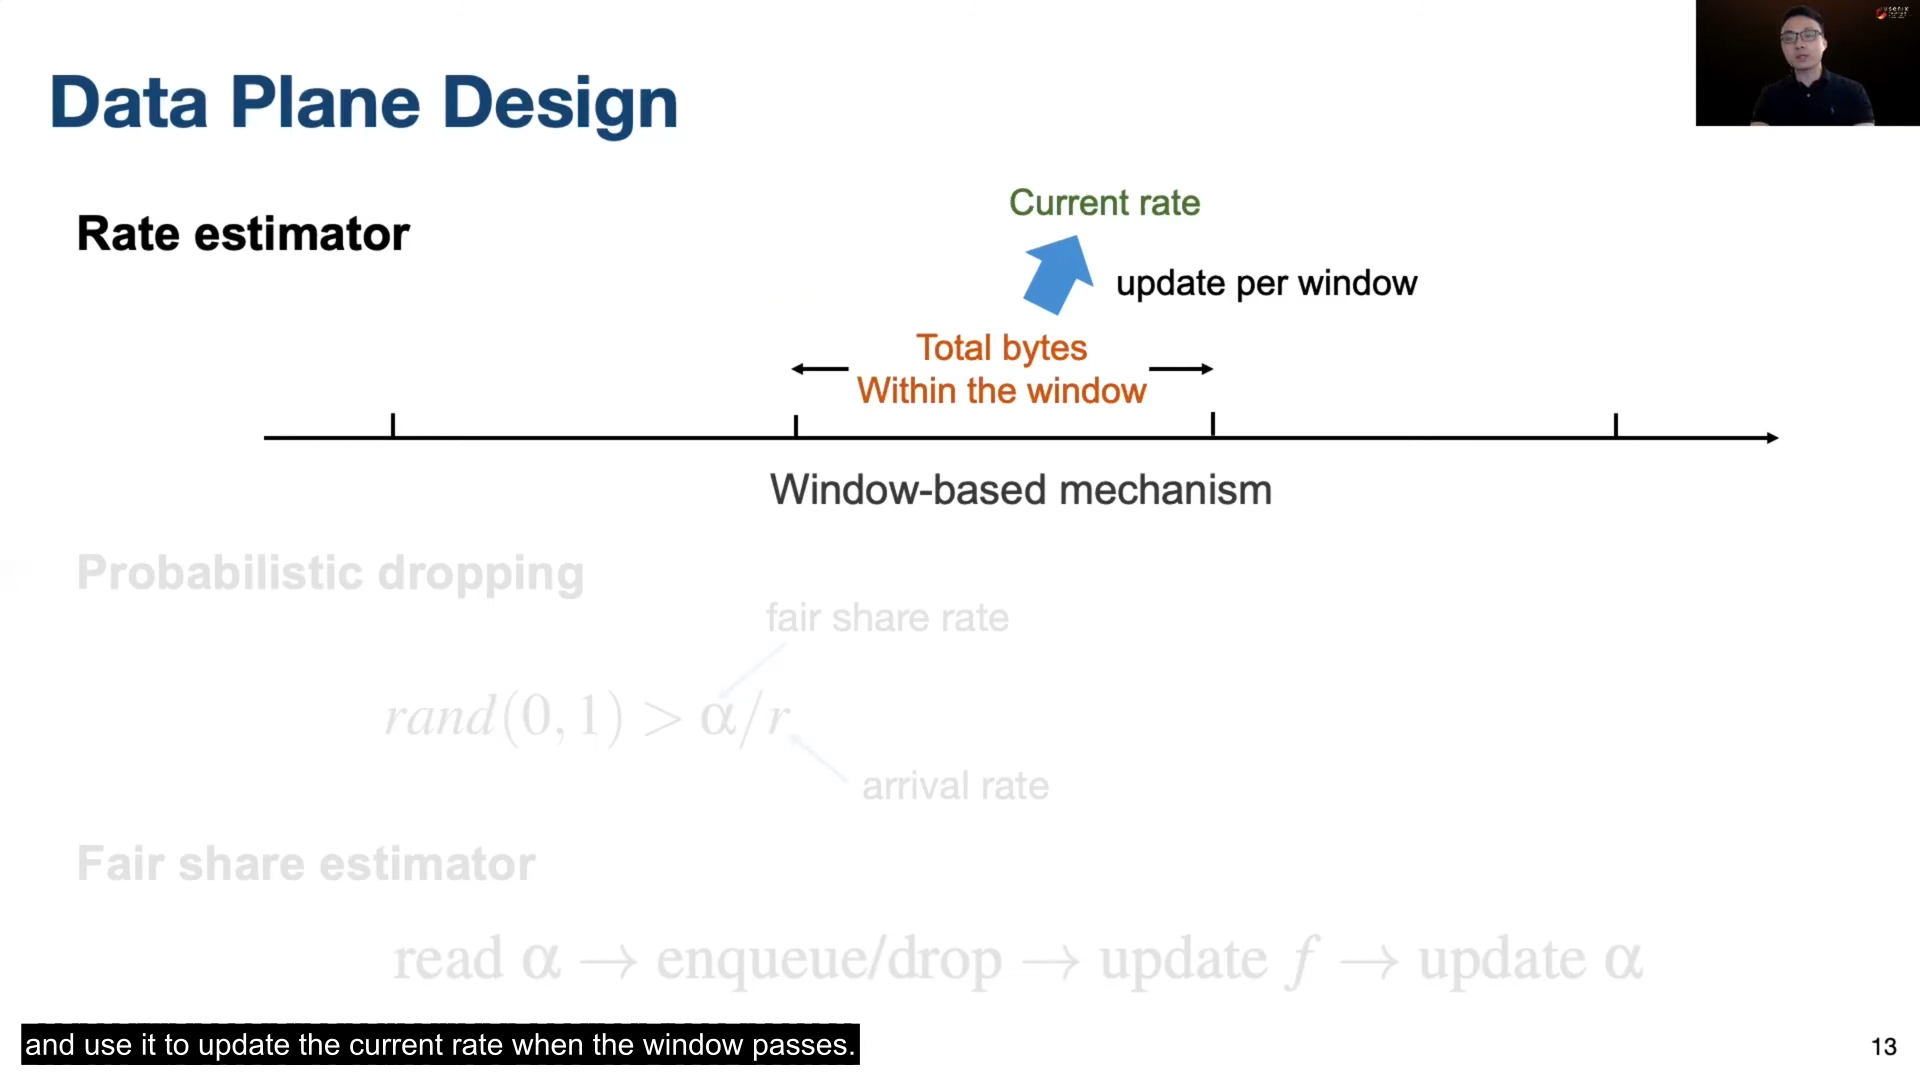 Data Plane Design
usenix
Current rate
Rate estimator
update per window
Total bytes
Within the window
Window-based mechanism
Probabilistic dropping
fair share rate
rand(0,1) > α/r
arrival rate
Fair share estimator
read α → enqueue/drop → update f → update α
and use it to update the current rate when the window passes.
13